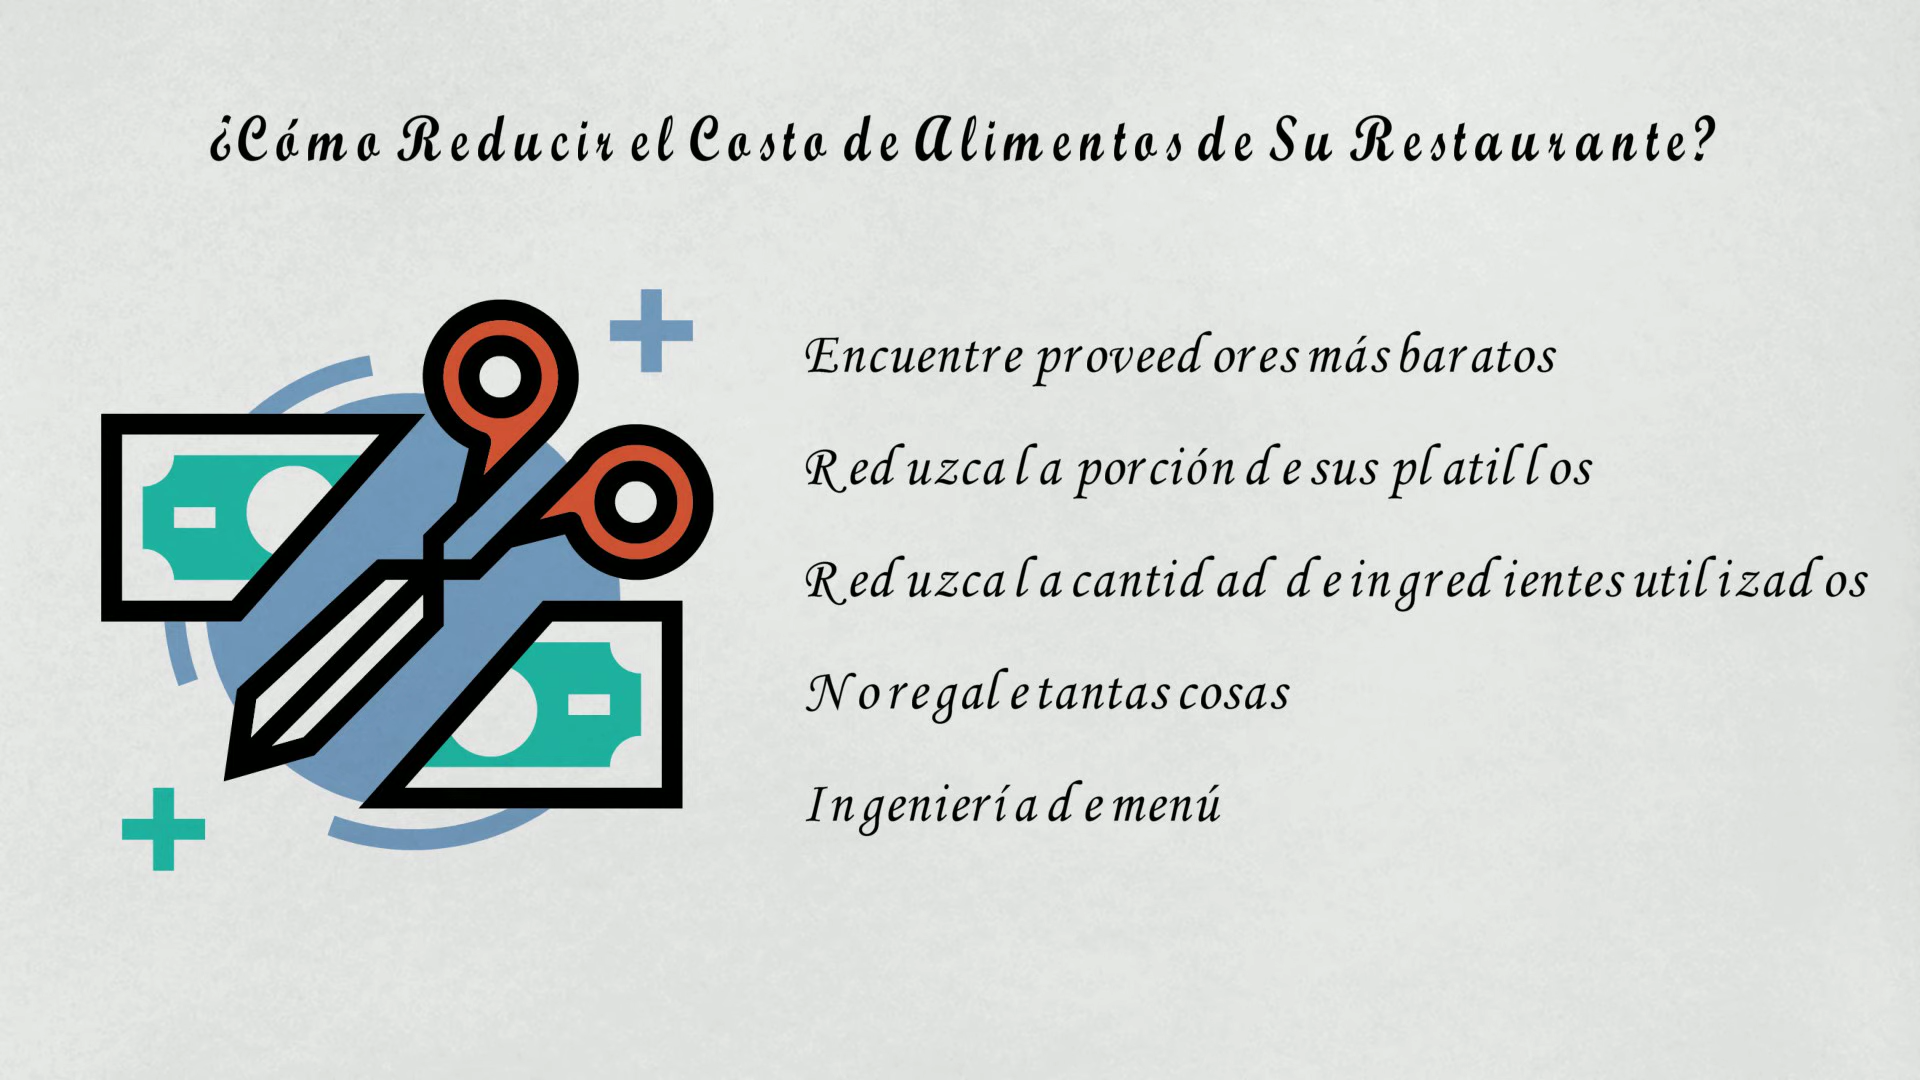 ¿Cómo Reducir el Costo de Alimentos de Su Restaurante?
Encuentre proveedores más baratos
Reduzca la porción de sus platillos
Reduzca la cantidad de ingredientes utilizados
No regale tantas cosas
Ingeniería de menú